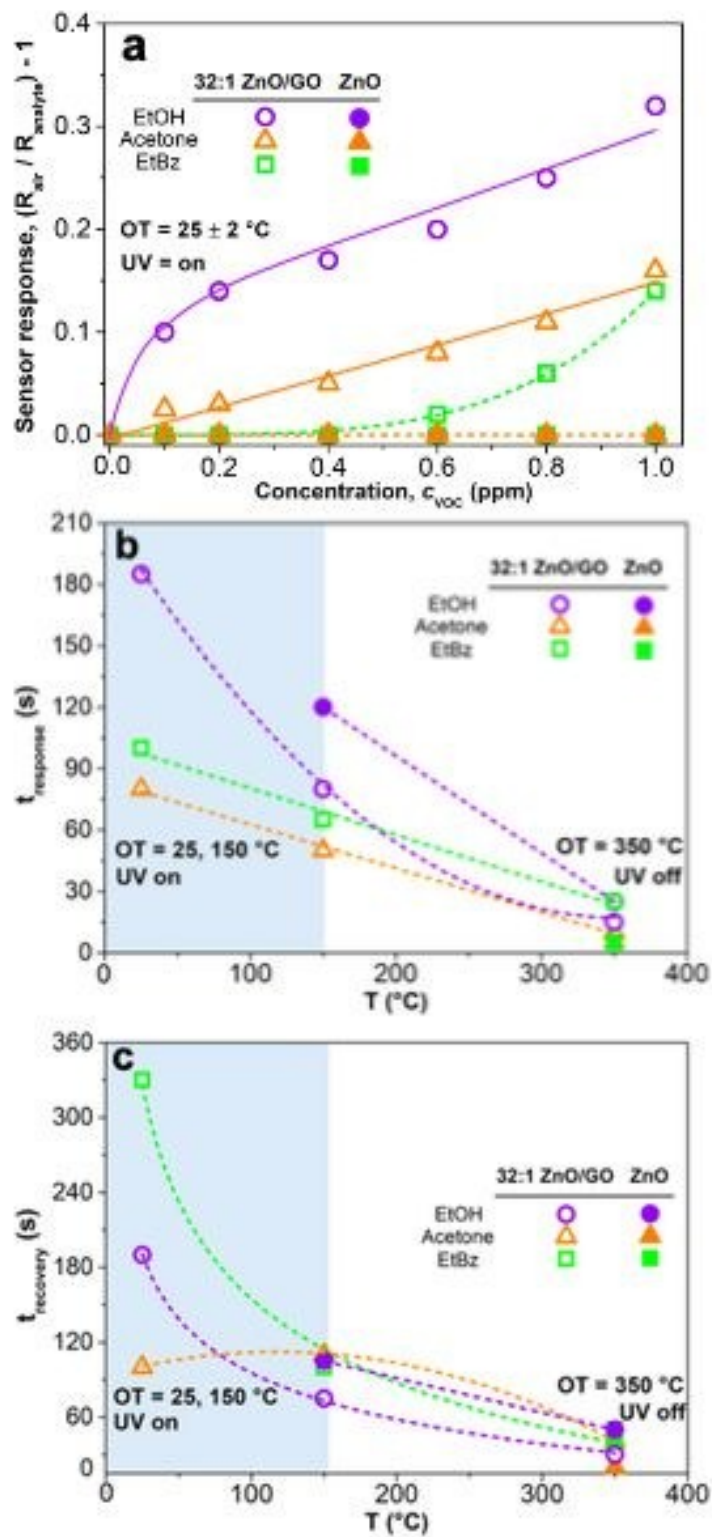 a
32:1 ZnO/GO ZnO
EtOH
Acetone
EtBz
OT = 25 ± 2 °C
UV = on
Sensor response, (R_air / R_analyte) - 1
0.4
0.3
0.2
0.1
0.0
0.0 0.2 0.4 0.6 0.8 1.0
Concentration, c_VOC (ppm)
b
32:1 ZnO/GO ZnO
EtOH
Acetone
EtBz
OT = 25, 150 °C
UV on
OT = 350 °C
UV off
t_response (s)
210
180
150
120
90
60
30
0
0 100 200 300 400
T (°C)
c
32:1 ZnO/GO ZnO
EtOH
Acetone
EtBz
OT = 25, 150 °C
UV on
OT = 350 °C
UV off
t_recovery (s)
360
300
240
180
120
60
0
0 100 200 300 400
T (°C)